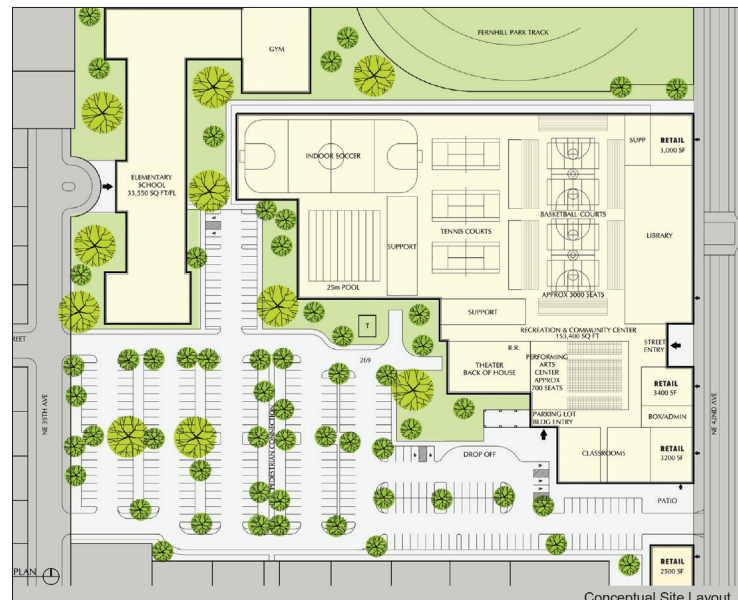 FERNHILL PARK TRACK
GYM
INDOOR SOCCER
SUPP
RETAIL
3,000 SF
ELEMENTARY
SCHOOL
33,550 SQ FT/FL
TENNIS COURTS
BASKETBALL COURTS
LIBRARY
SUPPORT
25m POOL
APPROX 3000 SEATS
SUPPORT
RECREATION & COMMUNITY CENTER
153,400 SQ FT
T
REET
STREET
ENTRY
269
R.R.
THEATER
BACK OF HOUSE
PERFORMING
ARTS
CENTER
APPROX
700 SEATS
RETAIL
3400 SF
NE 39TH AVE
NE 42ND AVE
PARKING LOT
BLDG ENTRY
BOX/ADMIN
PEDESTRIAN CONNECTION
DROP OFF
CLASSROOMS
RETAIL
3200 SF
PATIO
PLAN
RETAIL
2500 SF
Conceptual Site Layout